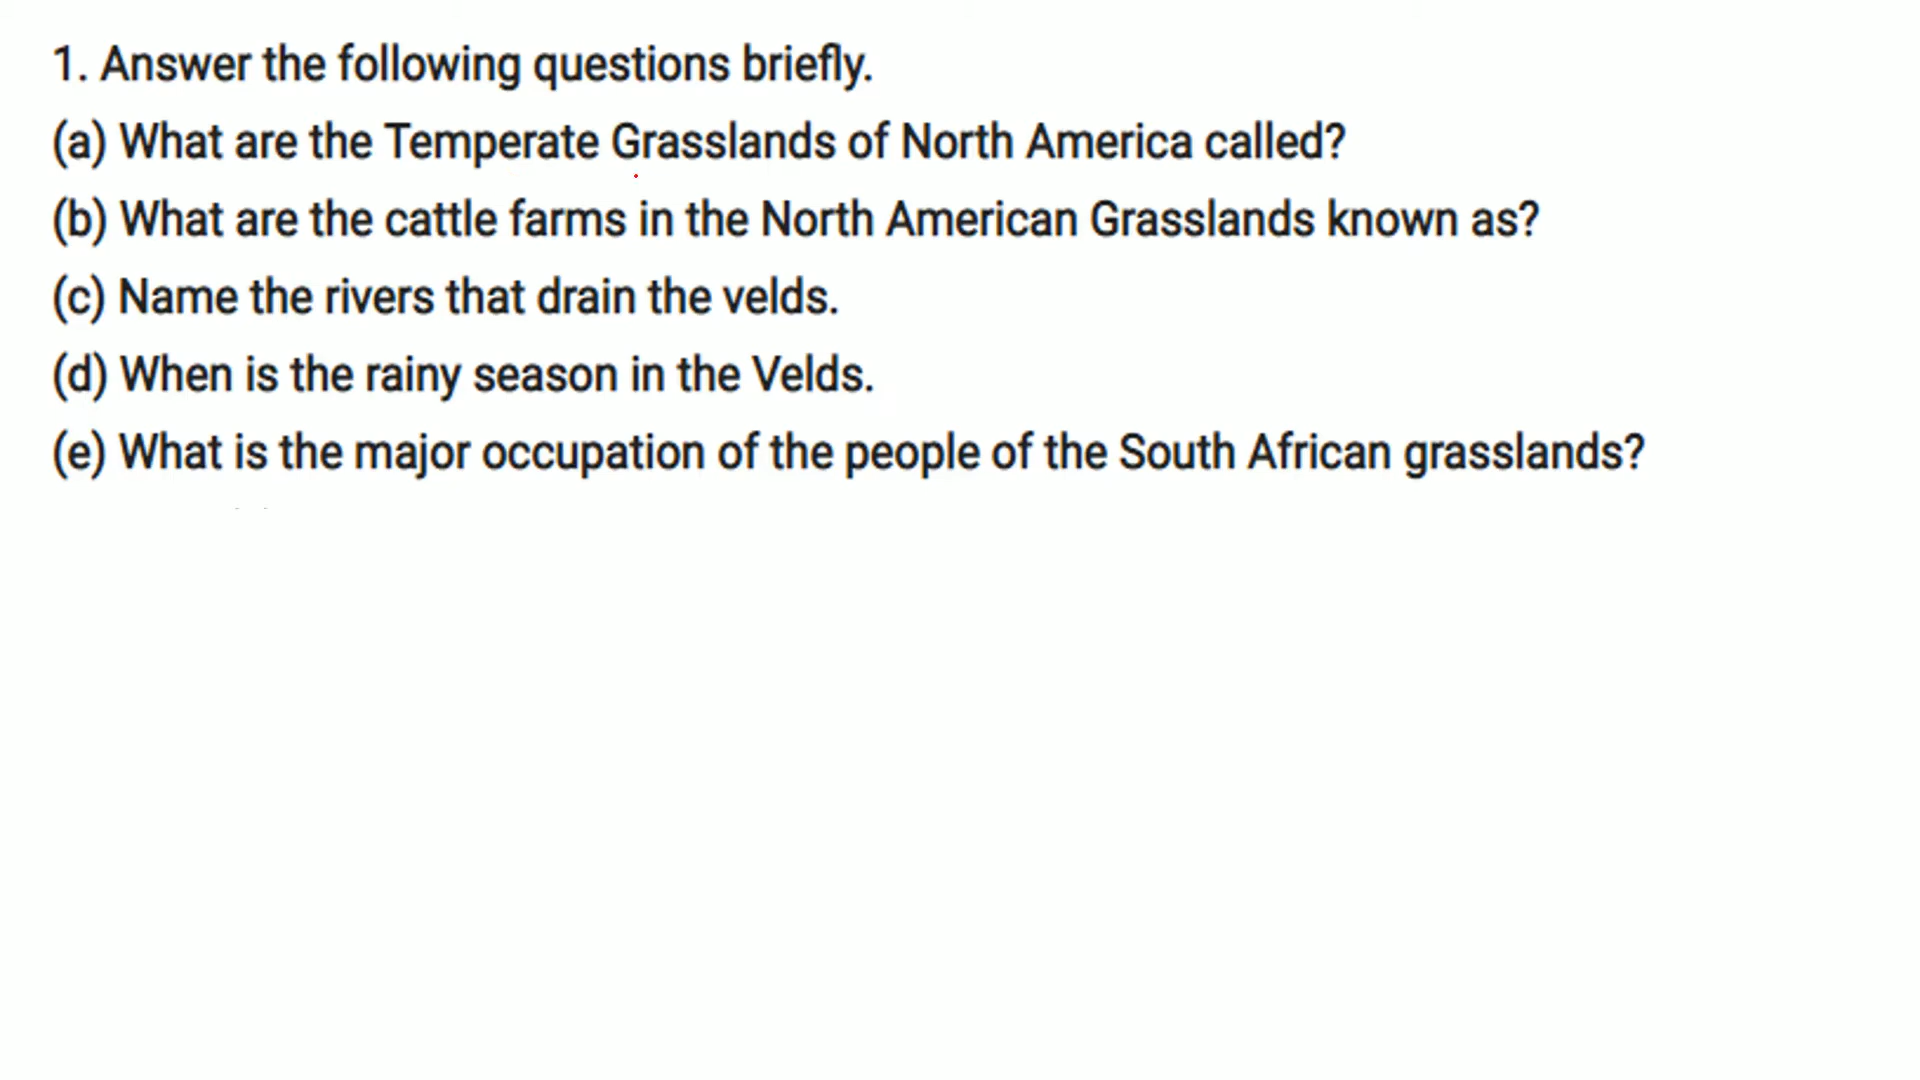 1. Answer the following questions briefly.
(a) What are the Temperate Grasslands of North America called?
(b) What are the cattle farms in the North American Grasslands known as?
(c) Name the rivers that drain the velds.
(d) When is the rainy season in the Velds.
(e) What is the major occupation of the people of the South African grasslands?